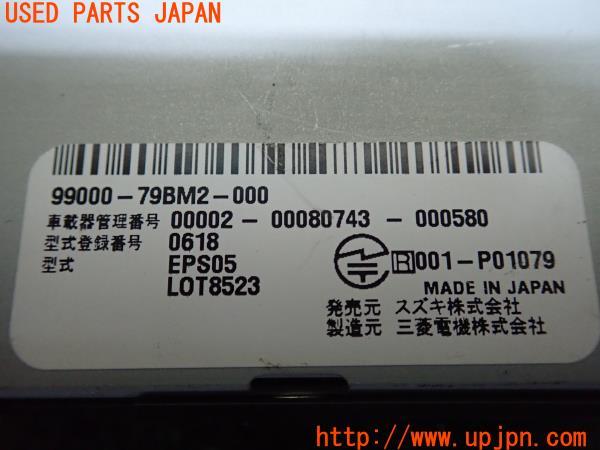 USED PARTS JAPAN
99000-79BM2-000
車載器管理番号 00002-00080743-000580
型式登録番号 0618
型式 EPS05
LOT8523
R 001-P01079
MADE IN JAPAN
発売元 スズキ株式会社
製造元 三菱電機株式会社
http://www.upjpn.com